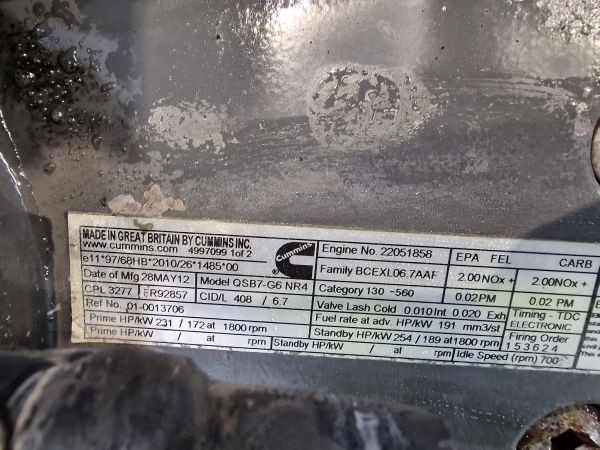 MADE IN GREAT BRITAIN BY CUMMINS INC.
www.cummins.com 4997099 1of 2
e11*97/68HB*2010/26*1485*00
Date of Mfg 28MAY12 Model QSB7-G6 NR4
CPL 3277 FR92857 CID/L 408 / 6.7
Ref No. 01-0013706
Prime HP/kW 231 / 172 at 1800 rpm
Prime HP/kW / at rpm
Cummins
Engine No. 22051858
Family BCEXL06.7AAF
Category 130 -560
Valve Lash Cold 0.010Int 0.020 Exh
Fuel rate at adv. HP/kW 191 mm3/st
Standby HP/kW 254 / 189 at1800 rpm
Standby HP/kW / at rpm
EPA FEL CARB
2.00NOx + 2.00NOx +
0.02PM 0.02 PM
Timing - TDC
ELECTRONIC
Firing Order
1 5 3 6 2 4
Idle Speed (rpm) 700